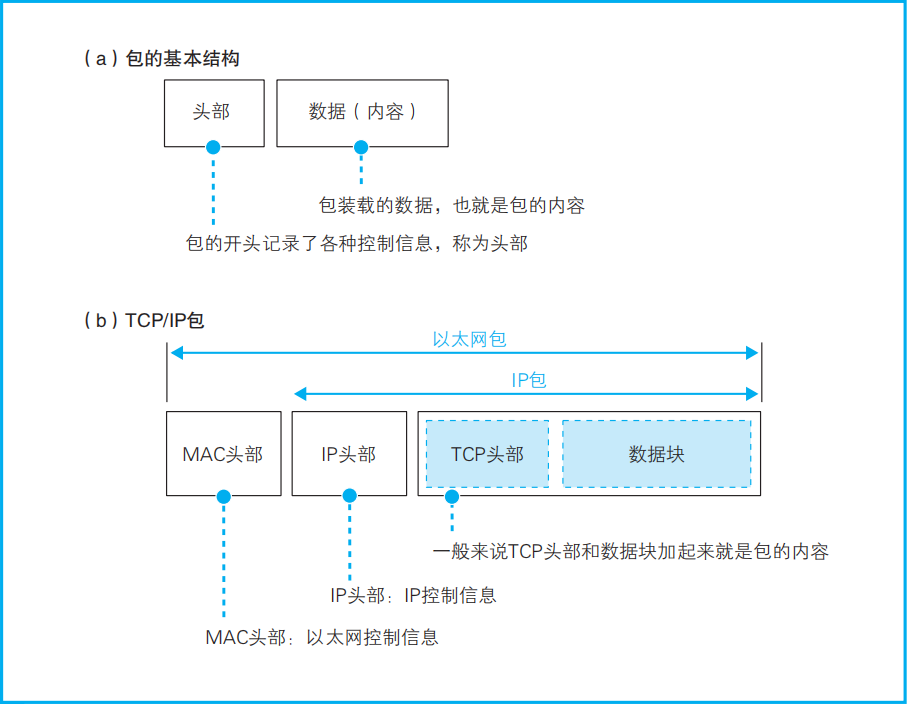 （a）包的基本结构
头部
数据（内容）
包装载的数据，也就是包的内容
包的开头记录了各种控制信息，称为头部
（b）TCP/IP包
以太网包
IP包
MAC头部
IP头部
TCP头部
数据块
一般来说TCP头部和数据块加起来就是包的内容
IP头部：IP控制信息
MAC头部：以太网控制信息